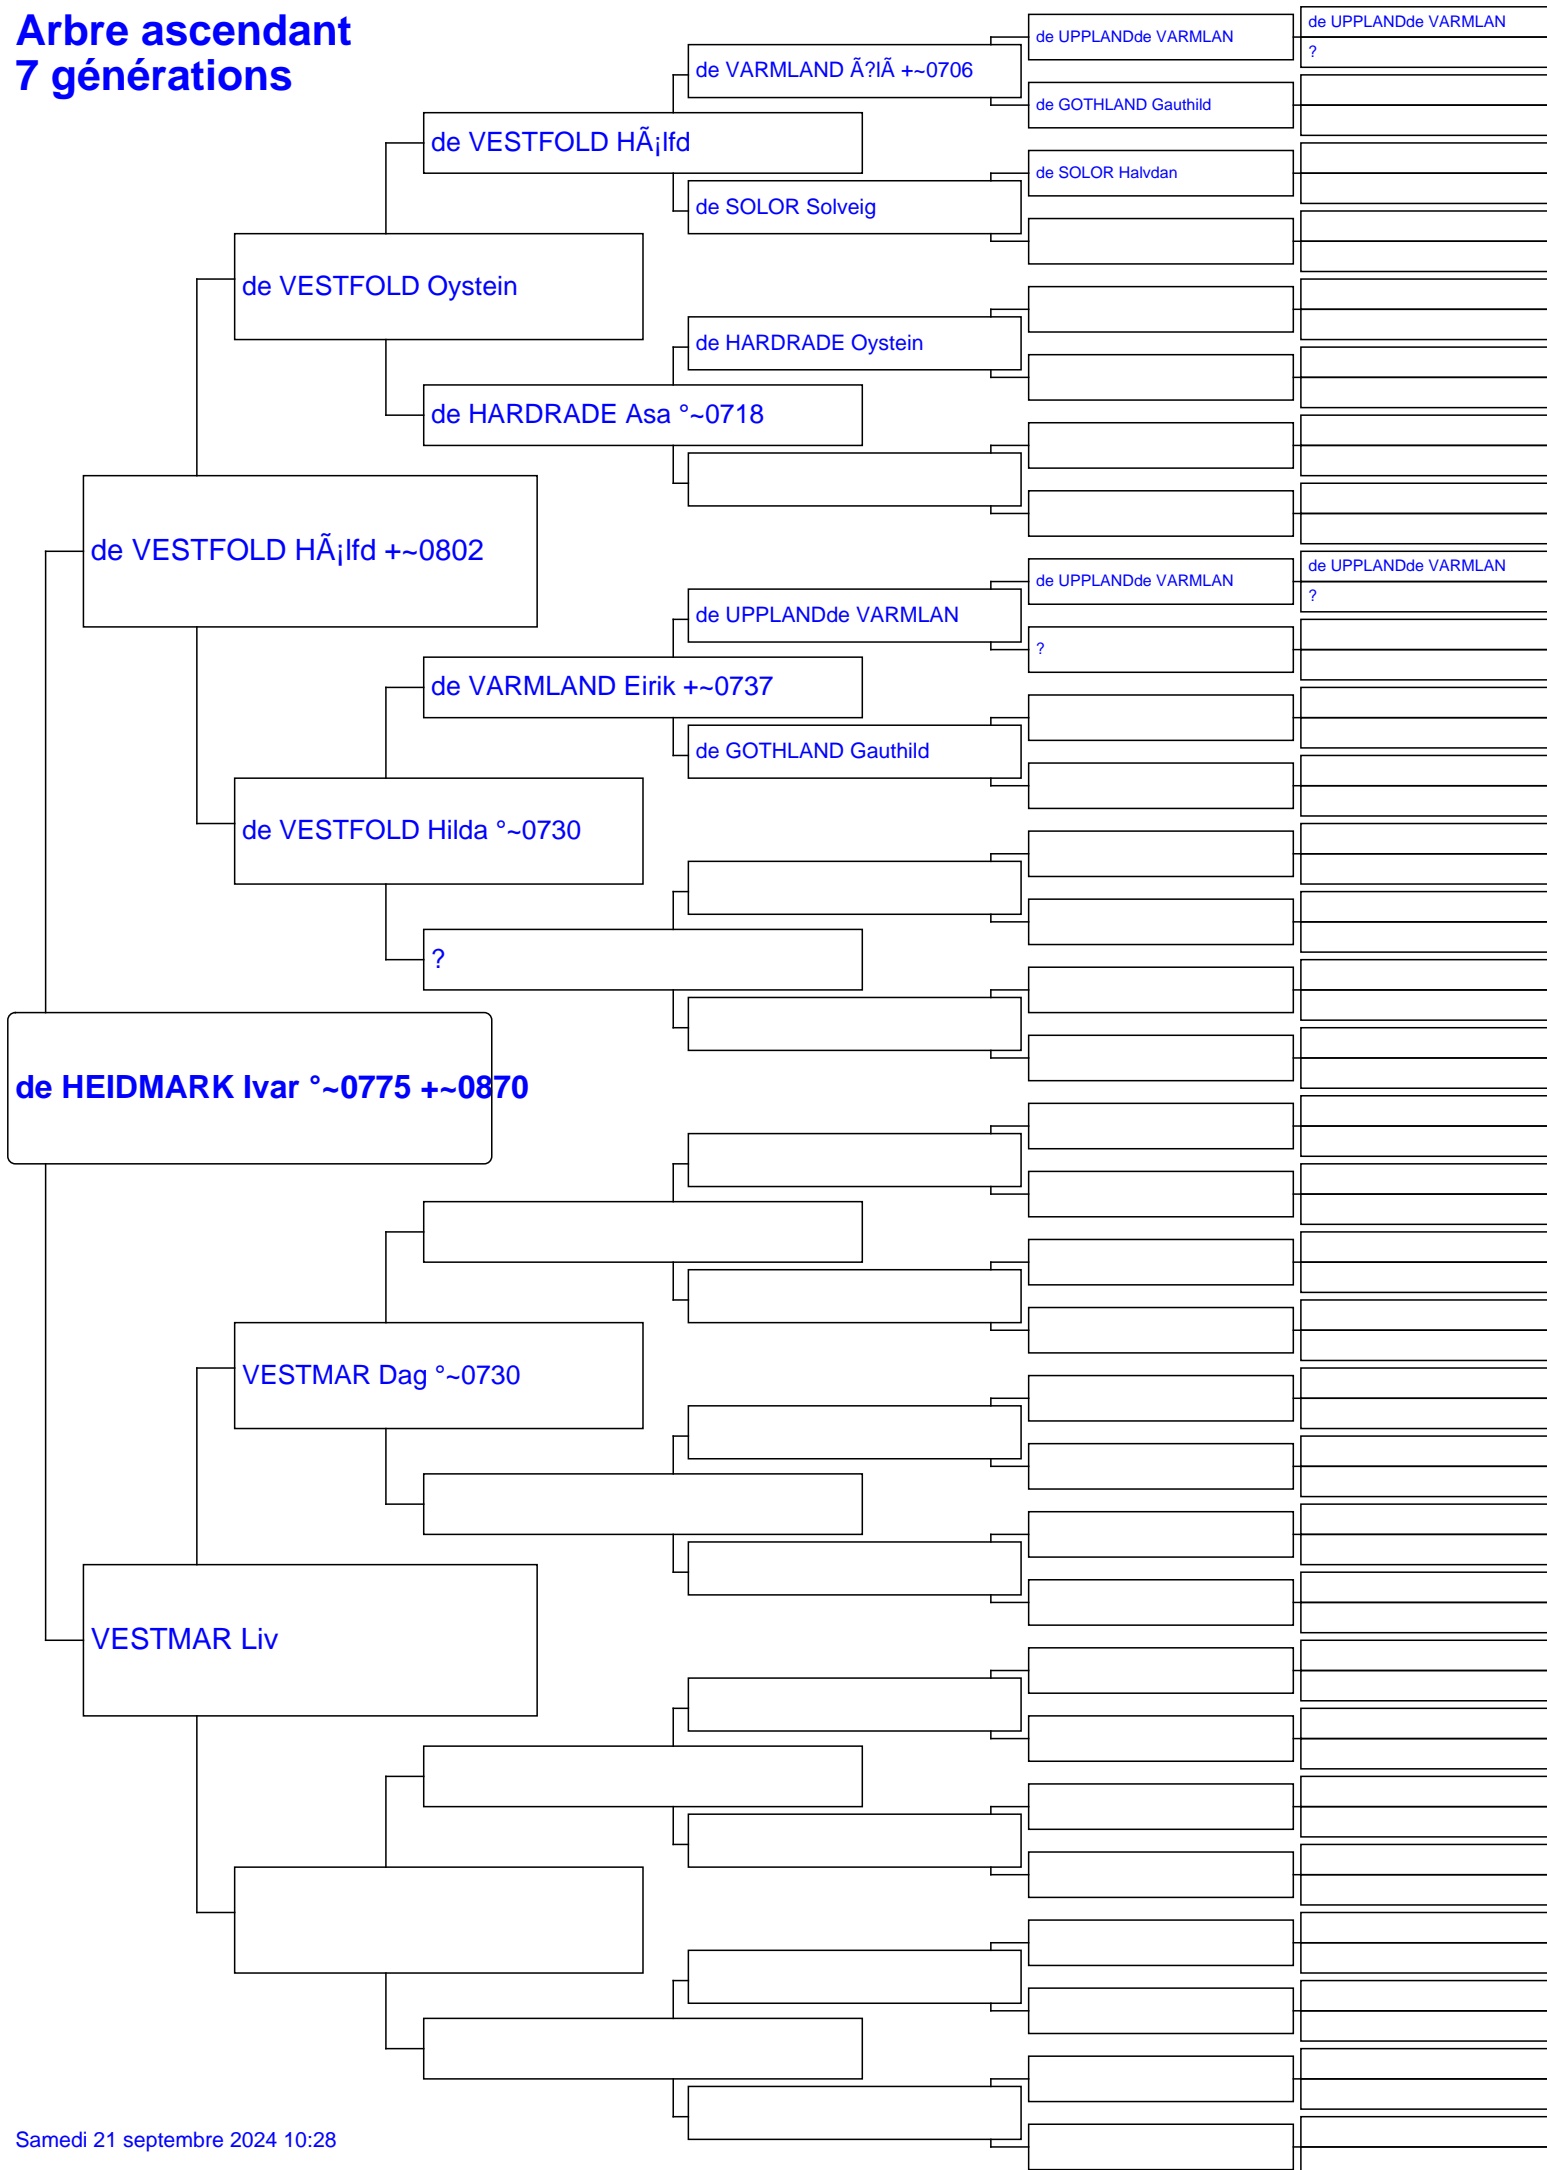 Arbre ascendant
7 générations
de UPPLANDde VARMLAN
?
de UPPLANDde VARMLAN
de VARMLAND Ã?lÃ +~0706
de GOTHLAND Gauthild
de VESTFOLD HÃ¡lfd
de SOLOR Halvdan
de SOLOR Solveig
de VESTFOLD Oystein
de HARDRADE Oystein
de HARDRADE Asa °~0718
de VESTFOLD HÃ¡lfd +~0802
de UPPLANDde VARMLAN
?
de UPPLANDde VARMLAN
de UPPLANDde VARMLAN
?
de VARMLAND Eirik +~0737
de GOTHLAND Gauthild
de VESTFOLD Hilda °~0730
?
de HEIDMARK Ivar °~0775 +~0870
VESTMAR Dag °~0730
VESTMAR Liv
Samedi 21 septembre 2024 10:28